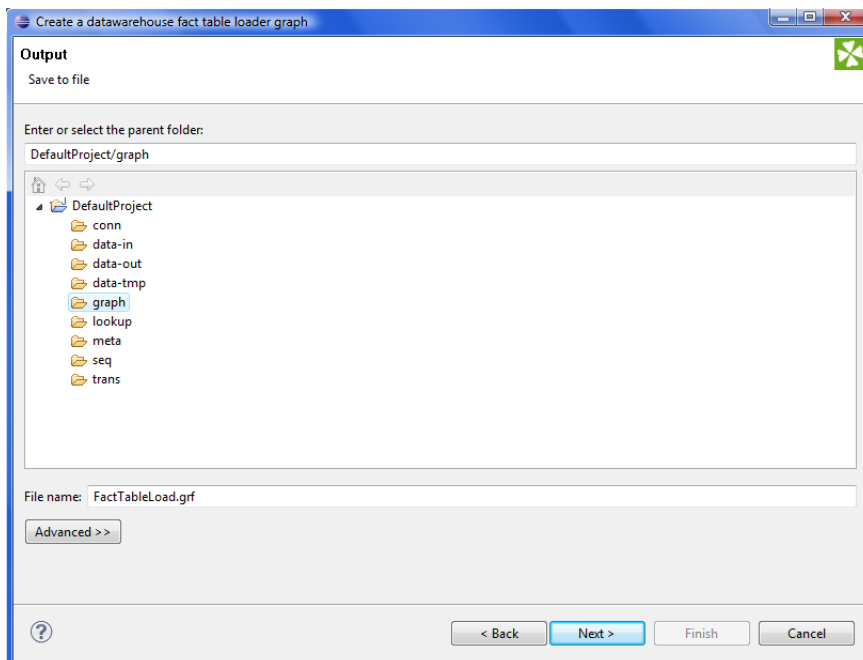 Create a datawarehouse fact table loader graph
Output
Save to file
Enter or select the parent folder:
DefaultProject/graph
DefaultProject
conn
data-in
data-out
data-tmp
graph
lookup
meta
seq
trans
File name: FactTableLoad.grf
Advanced >>
? < Back Next > Finish Cancel